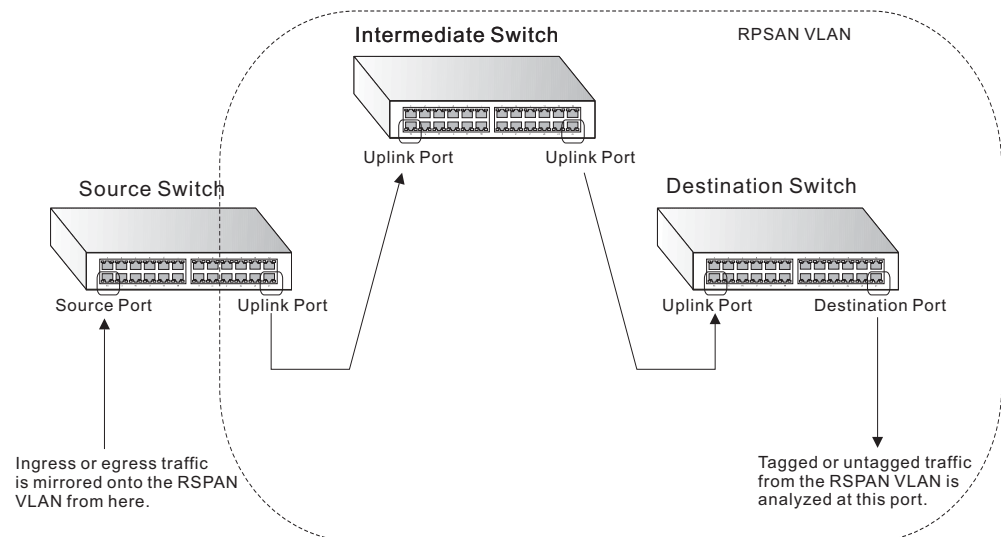 Intermediate Switch
RPSAN VLAN
Uplink Port
Uplink Port
Source Switch
Destination Switch
Source Port
Uplink Port
Uplink Port
Destination Port
Ingress or egress traffic
is mirrored onto the RSPAN
VLAN from here.
Tagged or untagged traffic
from the RSPAN VLAN is
analyzed at this port.